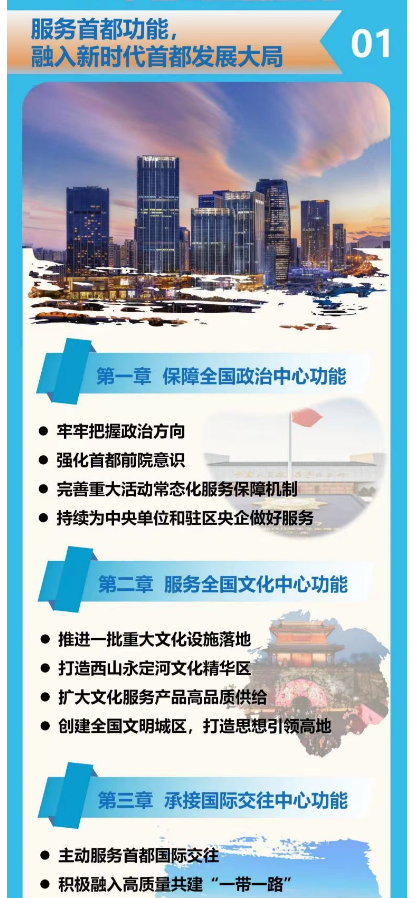 服务首都功能，
融入新时代首都发展大局
01
第一章 保障全国政治中心功能
● 牢牢把握政治方向
● 强化首都前院意识
● 完善重大活动常态化服务保障机制
● 持续为中央单位和驻区央企做好服务
第二章 服务全国文化中心功能
● 推进一批重大文化设施落地
● 打造西山永定河文化精华区
● 扩大文化服务产品高品质供给
● 创建全国文明城区，打造思想引领高地
第三章 承接国际交往中心功能
● 主动服务首都国际交往
● 积极融入高质量共建“一带一路”